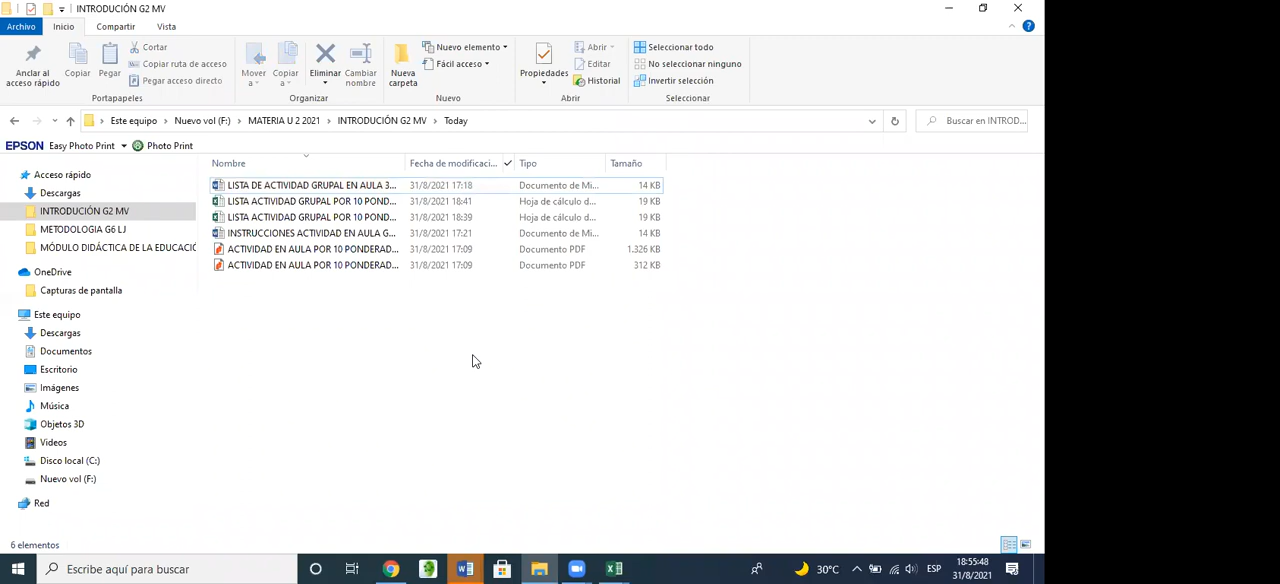 INTRODUCIÓN G2 MV
Archivo Inicio Compartir Vista
Anclar al acceso rápido
Copiar
Pegar
Cortar
Copiar ruta de acceso
Pegar acceso directo
Portapapeles
Mover a
Copiar a
Eliminar
Cambiar nombre
Organizar
Nueva carpeta
Nuevo elemento
Fácil acceso
Nuevo
Propiedades
Abrir
Editar
Historial
Abrir
Seleccionar todo
No seleccionar ninguno
Invertir selección
Seleccionar
Este equipo > Nuevo vol (F:) > MATERIA U 2 2021 > INTRODUCIÓN G2 MV > Today
Buscar en INTROD...
EPSON Easy Photo Print Photo Print
Nombre Fecha de modificaci... Tipo Tamaño
LISTA DE ACTIVIDAD GRUPAL EN AULA 3... 31/8/2021 17:18 Documento de Mi... 14 KB
LISTA ACTIVIDAD GRUPAL POR 10 POND... 31/8/2021 18:41 Hoja de cálculo d... 19 KB
LISTA ACTIVIDAD GRUPAL POR 10 POND... 31/8/2021 18:39 Hoja de cálculo d... 19 KB
INSTRUCCIONES ACTIVIDAD EN AULA G... 31/8/2021 17:21 Documento de Mi... 14 KB
ACTIVIDAD EN AULA POR 10 PONDERAD... 31/8/2021 17:09 Documento PDF 1.326 KB
ACTIVIDAD EN AULA POR 10 PONDERAD... 31/8/2021 17:09 Documento PDF 312 KB
Acceso rápido
Descargas
INTRODUCIÓN G2 MV
METODOLOGIA G6 LJ
MÓDULO DIDÁCTICA DE LA EDUCACIÓ
OneDrive
Capturas de pantalla
Este equipo
Descargas
Documentos
Escritorio
Imágenes
Música
Objetos 3D
Videos
Disco local (C:)
Nuevo vol (F:)
Red
6 elementos
Escribe aquí para buscar
30°C
ESP
18:55:48
31/8/2021